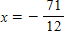 x = − 71/12